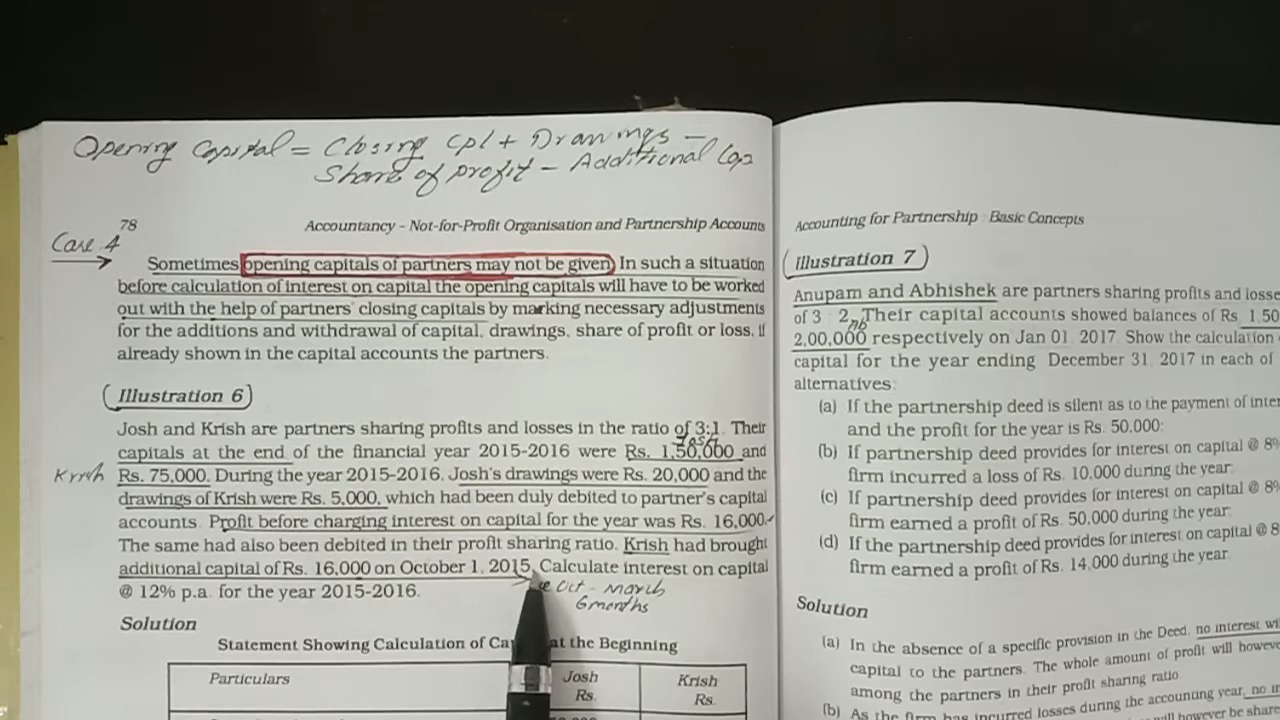 Opening Capital = Closing Cpl + Drawings -
Share of profit - Additional Cap
78
Accountancy – Not-for-Profit Organisation and Partnership Accounts
Case 4
Sometimes opening capitals of partners may not be given. In such a situation
before calculation of interest on capital the opening capitals will have to be worked
out with the help of partners' closing capitals by marking necessary adjustments
for the additions and withdrawal of capital, drawings, share of profit or loss, if
already shown in the capital accounts the partners.
Illustration 6
Josh and Krish are partners sharing profits and losses in the ratio of 3:1. Their
Josh
capitals at the end of the financial year 2015-2016 were Rs. 1,50,000 and
Krish Rs. 75,000. During the year 2015-2016, Josh's drawings were Rs. 20,000 and the
drawings of Krish were Rs. 5,000, which had been duly debited to partner's capital
accounts. Profit before charging interest on capital for the year was Rs. 16,000.
The same had also been debited in their profit sharing ratio. Krish had brought
additional capital of Rs. 16,000 on October 1, 2015. Calculate interest on capital
@ 12% p.a. for the year 2015-2016.
Oct - March
6 months
Solution
Statement Showing Calculation of Ca at the Beginning
Particulars
Josh
Rs.
Krish
Rs.
Accounting for Partnership : Basic Concepts
Illustration 7
Anupam and Abhishek are partners sharing profits and losse
of 3 : 2. Their capital accounts showed balances of Rs. 1,50
2,00,000 respectively on Jan 01, 2017. Show the calculation
capital for the year ending December 31, 2017 in each of
alternatives:
(a) If the partnership deed is silent as to the payment of inter
and the profit for the year is Rs. 50,000;
(b) If partnership deed provides for interest on capital @ 8%
firm incurred a loss of Rs. 10,000 during the year;
(c) If partnership deed provides for interest on capital @ 8%
firm earned a profit of Rs. 50,000 during the year;
(d) If the partnership deed provides for interest on capital @ 8
firm earned a profit of Rs. 14,000 during the year.
Solution
(a) In the absence of a specific provision in the Deed, no interest wi
capital to the partners. The whole amount of profit will howeve
among the partners in their profit sharing ratio.
(b) As the firm has incurred losses during the accounting year, no in
will however be share